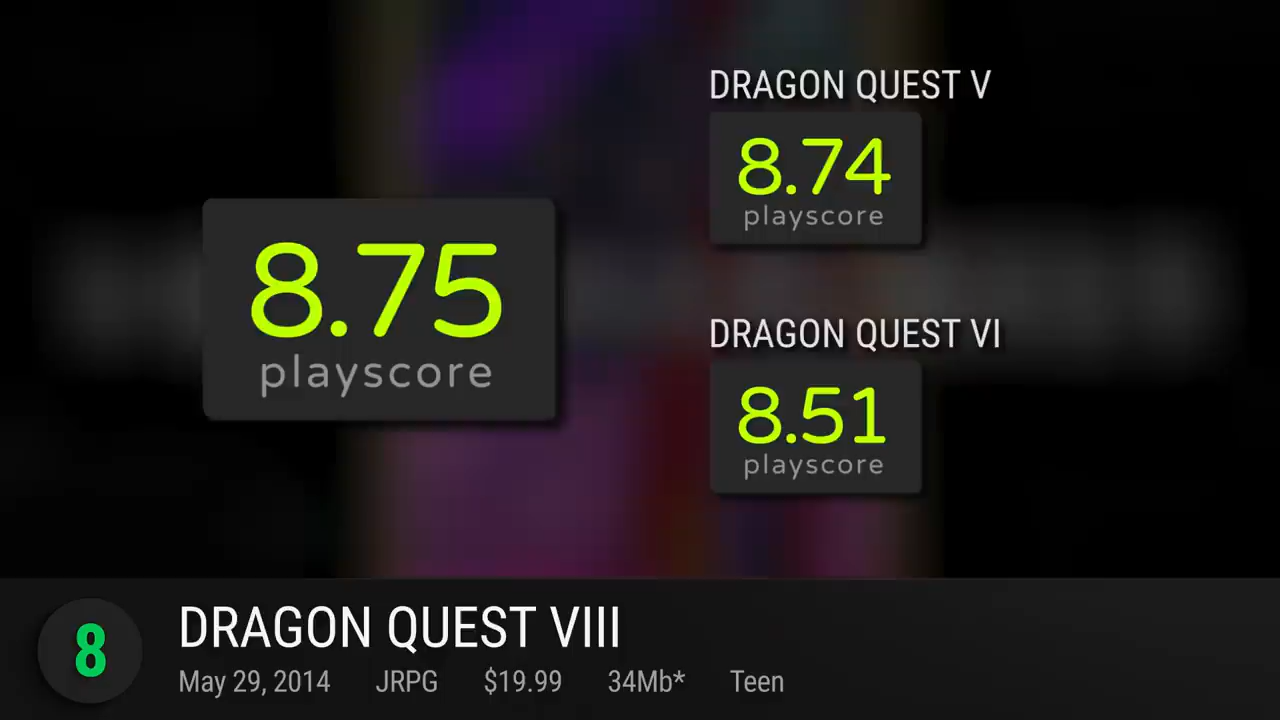 DRAGON QUEST V
8.74
playscore
8.75
playscore
DRAGON QUEST VI
8.51
playscore
8
DRAGON QUEST VIII
May 29, 2014 JRPG $19.99 34Mb* Teen